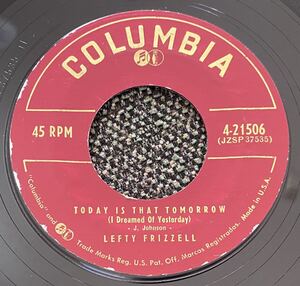 COLUMBIA
45 RPM
4-21506
(JZSP 37535)
TODAY IS THAT TOMORROW
(I Dreamed Of Yesterday)
- J. Johnson -
LEFTY FRIZZELL
"Columbia" and Trade Marks Reg. U.S. Pat. Off. Marcas Registradas. Made in U.S.A.